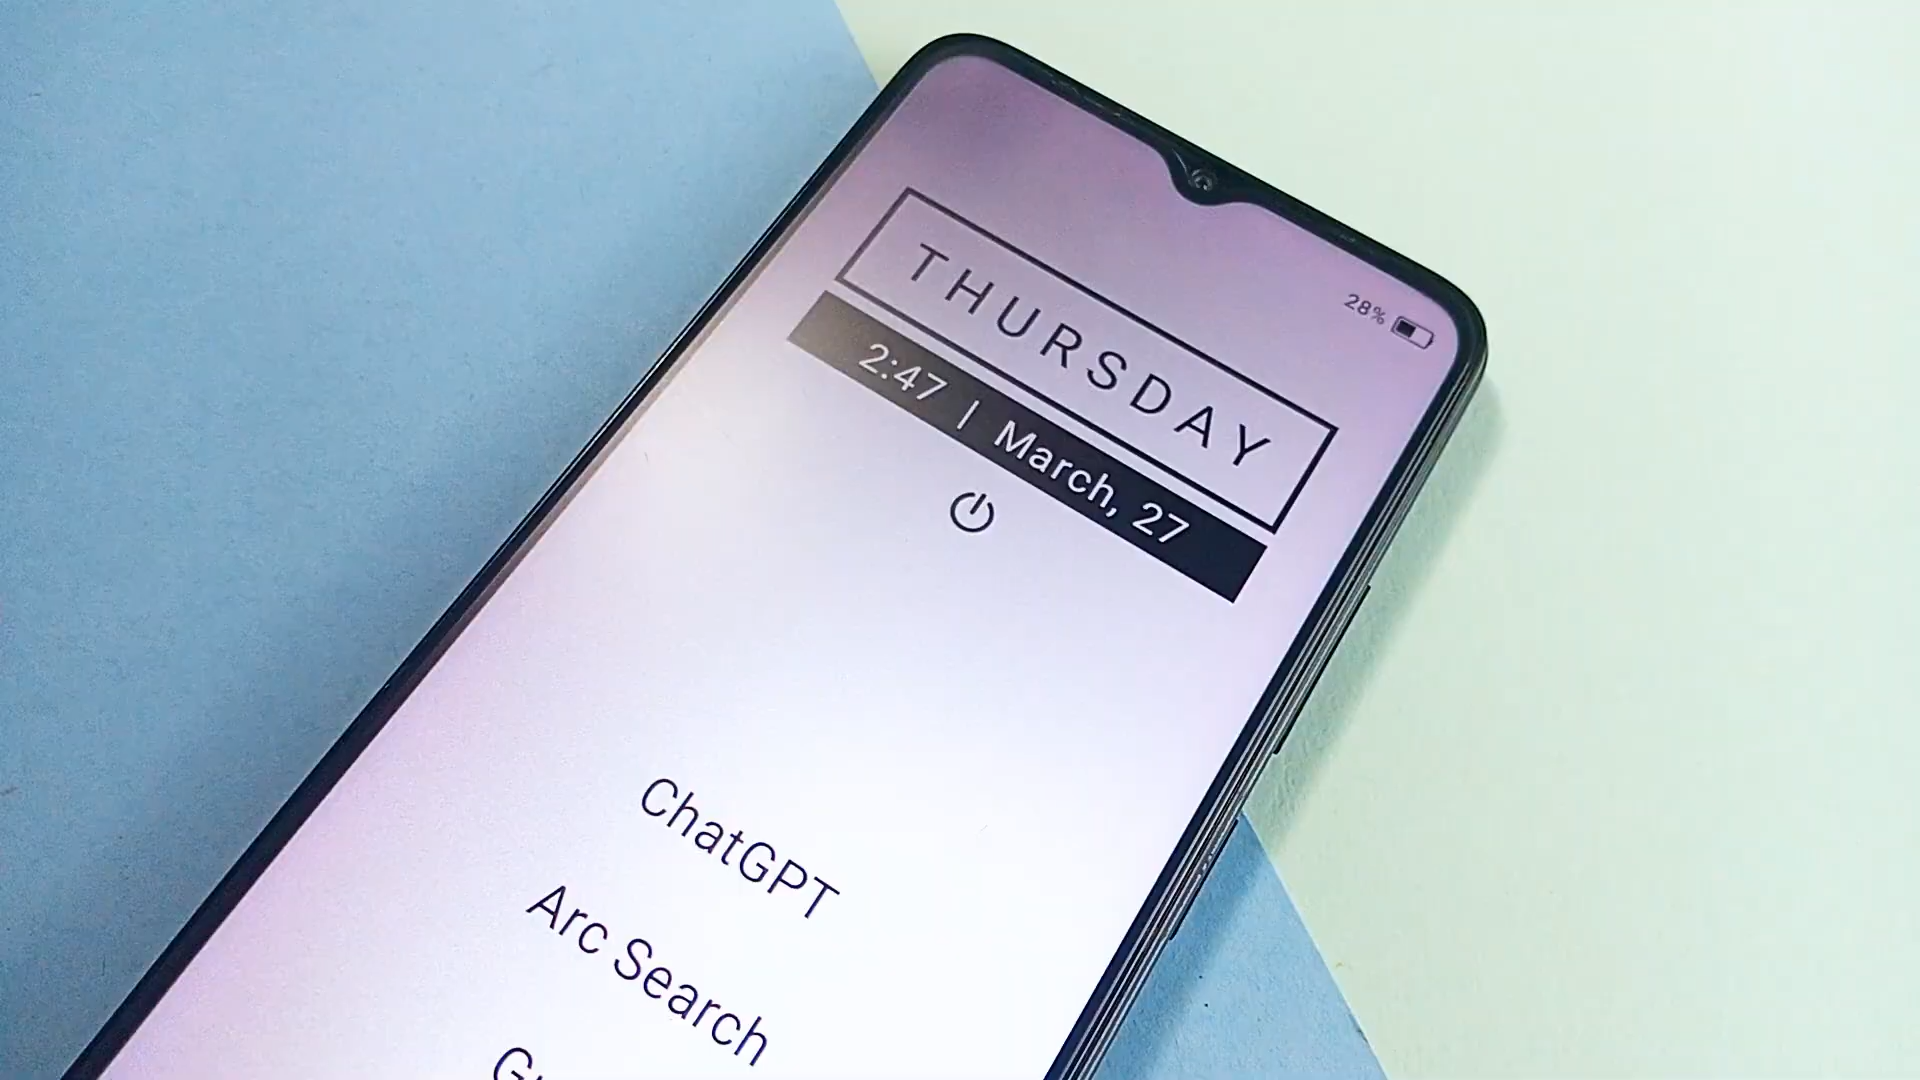 28%
THURSDAY
2:47 | March, 27
ChatGPT
Arc Search